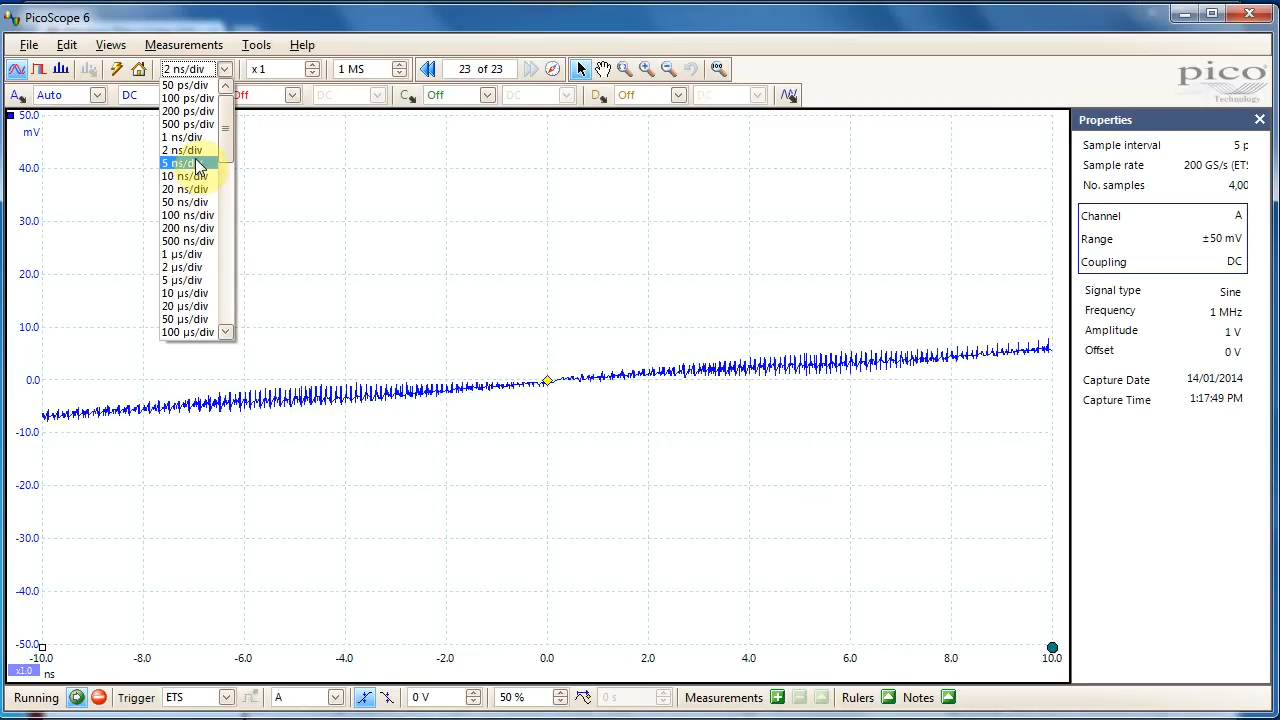 PicoScope 6
File Edit Views Measurements Tools Help
2 ns/div x 1 1 MS 23 of 23
A Auto DC Off DC C Off DC D Off DC
pico
Technology
50 ps/div
100 ps/div
200 ps/div
500 ps/div
1 ns/div
2 ns/div
5 ns/div
10 ns/div
20 ns/div
50 ns/div
100 ns/div
200 ns/div
500 ns/div
1 µs/div
2 µs/div
5 µs/div
10 µs/div
20 µs/div
50 µs/div
100 µs/div
50.0
mV
40.0
30.0
20.0
10.0
0.0
-10.0
-20.0
-30.0
-40.0
-50.0
-10.0 -8.0 -6.0 -4.0 -2.0 0.0 2.0 4.0 6.0 8.0 10.0
x1.0 ns
Properties
Sample interval 5 p
Sample rate 200 GS/s (ET
No. samples 4,00
Channel A
Range ±50 mV
Coupling DC
Signal type Sine
Frequency 1 MHz
Amplitude 1 V
Offset 0 V
Capture Date 14/01/2014
Capture Time 1:17:49 PM
Running Trigger ETS A 0 V 50 % 0 s Measurements Rulers Notes